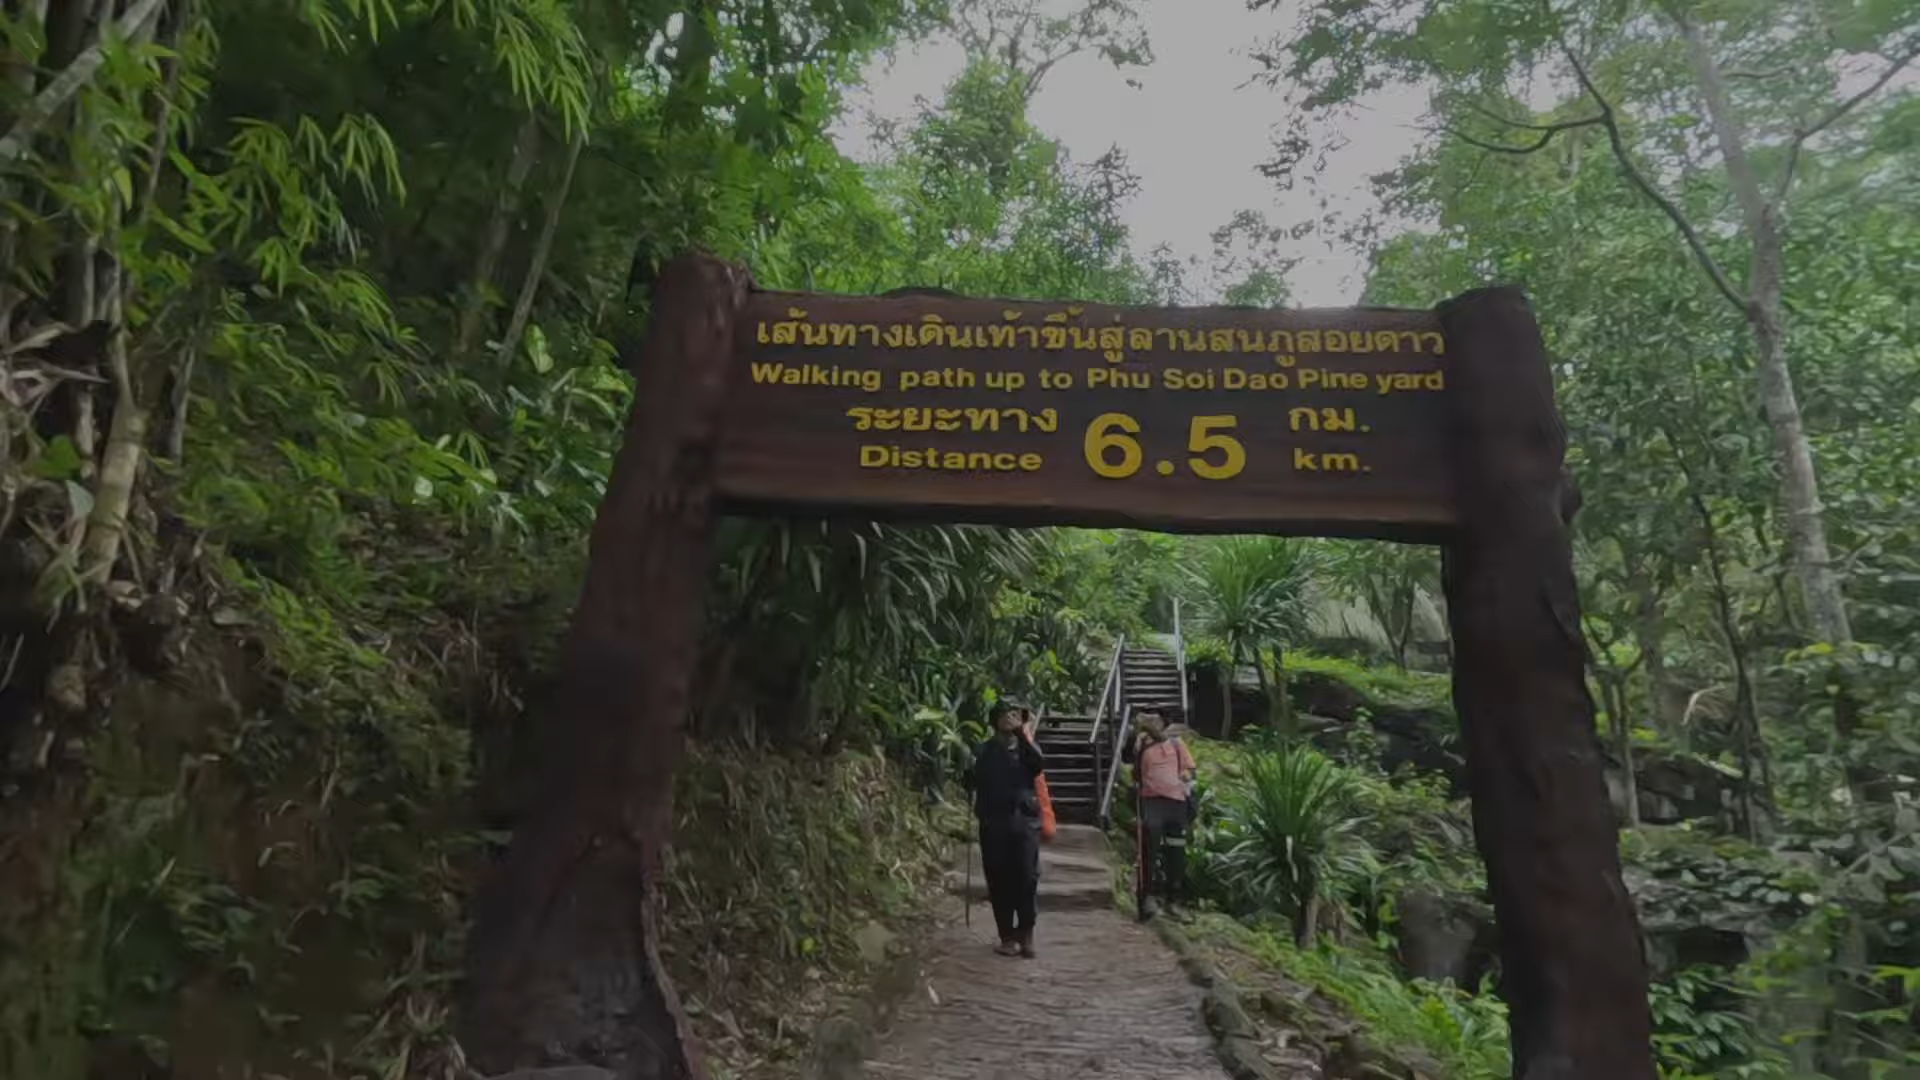 เส้นทางเดินเท้าขึ้นสู่ลานสนภูสอยดาว
Walking path up to Phu Soi Dao Pine yard
ระยะทาง 6.5 กม.
Distance km.